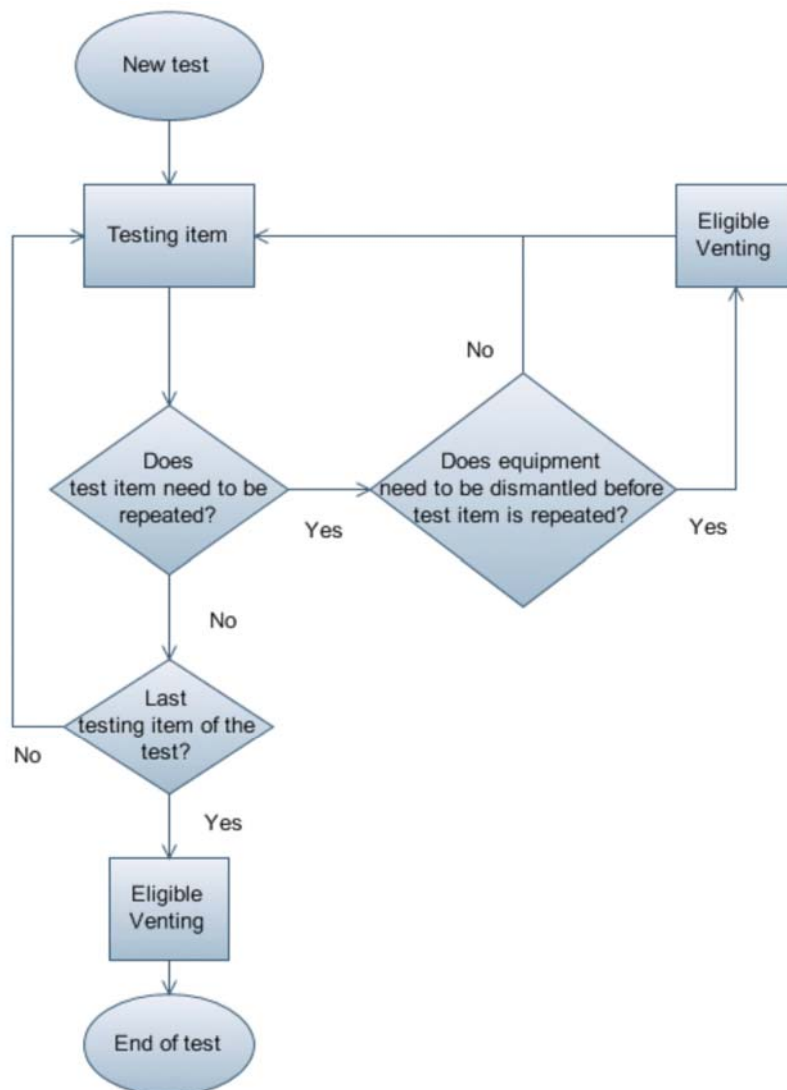 New test
Testing item
Eligible
Venting
No
Does
test item need to be
repeated?
Yes
Does equipment
need to be dismantled before
test item is repeated?
Yes
No
Last
testing item of the
test?
No
Yes
Eligible
Venting
End of test